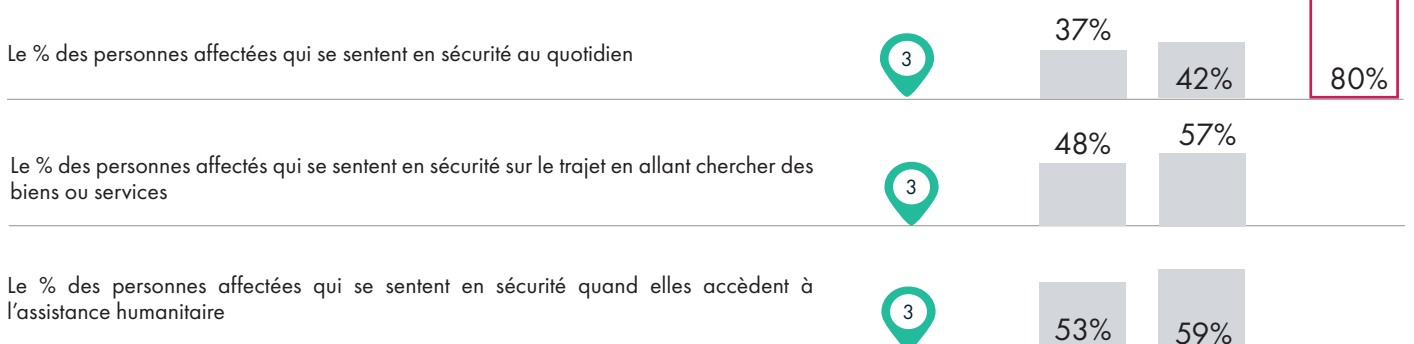 Le % des personnes affectées qui se sentent en sécurité au quotidien
3
37%
42%
80%
Le % des personnes affectés qui se sentent en sécurité sur le trajet en allant chercher des
biens ou services
3
48%
57%
Le % des personnes affectées qui se sentent en sécurité quand elles accèdent à
l’assistance humanitaire
3
53%
59%